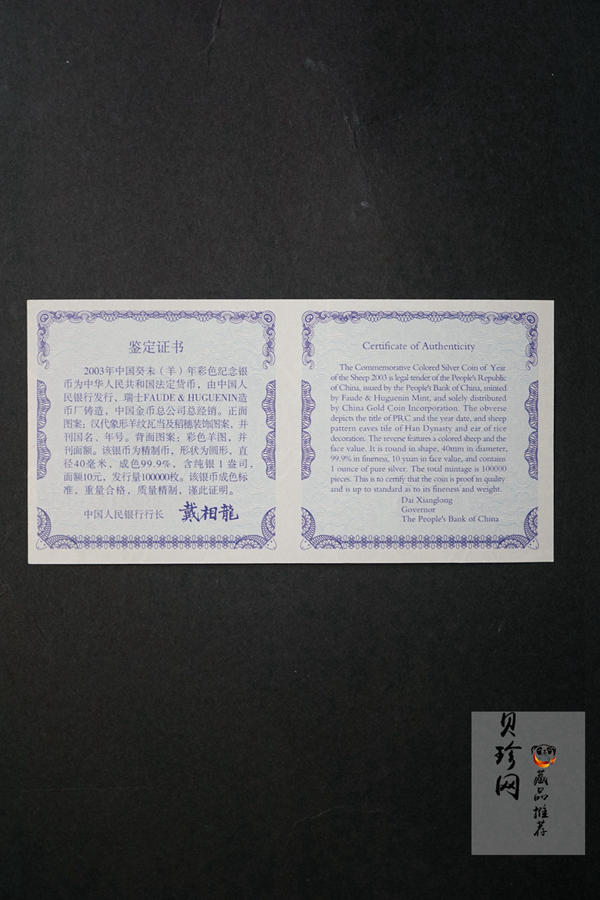 鉴定证书
2003年中国癸未（羊）年彩色纪念银
币为中华人民共和国法定货币，由中国人
民银行发行，瑞士FAUDE & HUGUENIN造
币厂铸造，中国金币总公司总经销。正面
图案：汉代象形羊纹瓦当及稻穗装饰图案，并
刊国名、年号。背面图案：彩色羊图，并
刊面额。该银币为精制币，形状为圆形，直
径40毫米，成色99.9%，含纯银1盎司，
面额10元，发行量100000枚。该银币成色标
准，重量合格，质量精制，谨此证明。
中国人民银行行长 戴相龍
Certificate of Authenticity
The Commemorative Colored Silver Coin of Year
of the Sheep 2003 is legal tender of the People's Republic
of China, issued by the People's Bank of China, minted
by Faude & Huguenin Mint, and solely distributed
by China Gold Coin Incorporation. The obverse
depicts the title of PRC and the year date, and sheep
pattern eaves tile of Han Dynasty and ear of rice
decoration. The reverse features a colored sheep and the
face value. It is round in shape, 40mm in diameter,
99.9% in fineness, 10 yuan in face value, and contains
1 ounce of pure silver. The total mintage is 100000
pieces. This is to certify that the coin is proof in quality
and is up to standard as to its fineness and weight.
Dai Xianglong
Governor
The People's Bank of China
贝珍网
藏品推荐